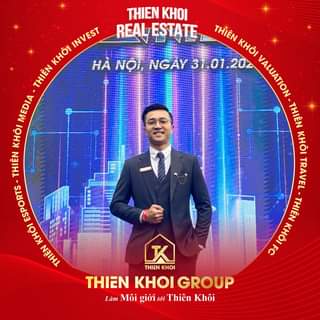 THIEN KHOI
REAL ESTATE
THIÊN KHÔI ESPORTS - THIÊN KHÔI MEDIA - THIÊN KHÔI INVEST
THIÊN KHÔI VALUATION - THIÊN KHÔI TRAVEL - THIÊN KHÔI FC
HÀ NỘI, NGÀY 31.01.202
TK
THIEN KHOI
THIEN KHOI GROUP
Làm Môi giới tới Thiên Khôi